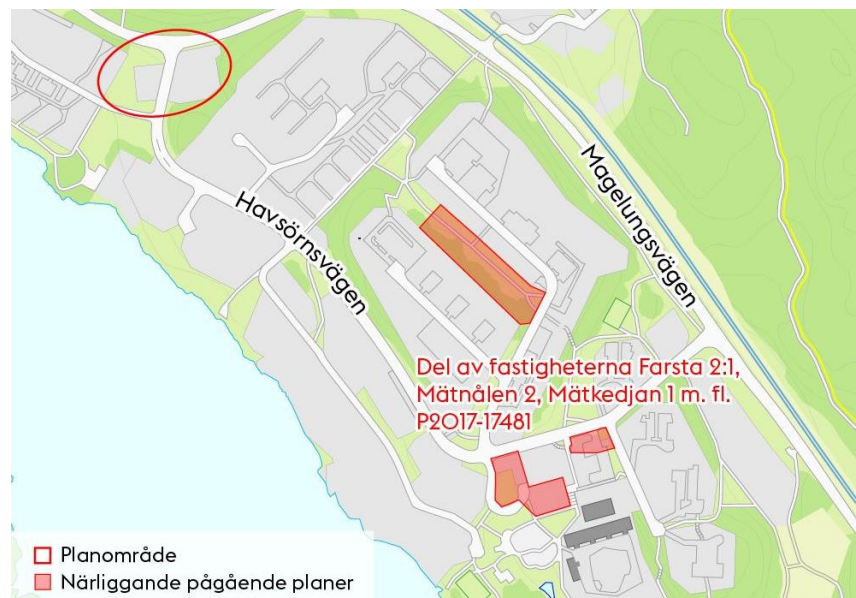 Havsörnsvägen
Magelungsvägen
Del av fastigheterna Farsta 2:1,
Mätnålen 2, Mätkedjan 1 m. fl.
P2017-17481
Planområde
Närliggande pågående planer